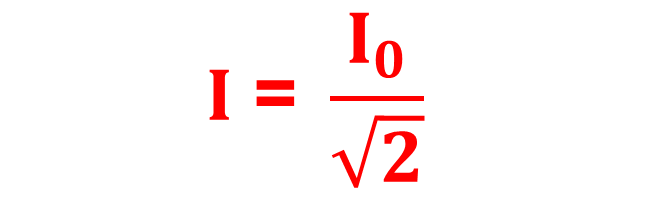 I = I₀/√2